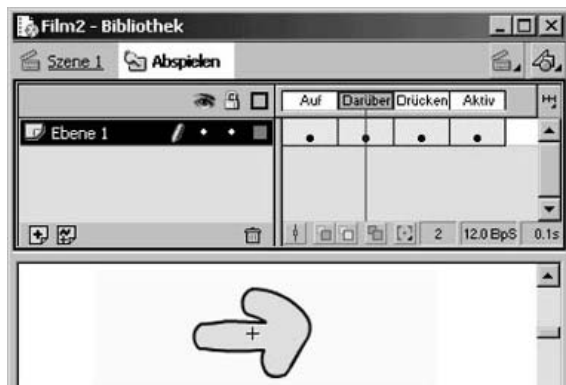 Film2 - Bibliothek
Szene 1 Abspielen
Auf Darüber Drücken Aktiv
Ebene 1
2 12.0 BpS 0.1s